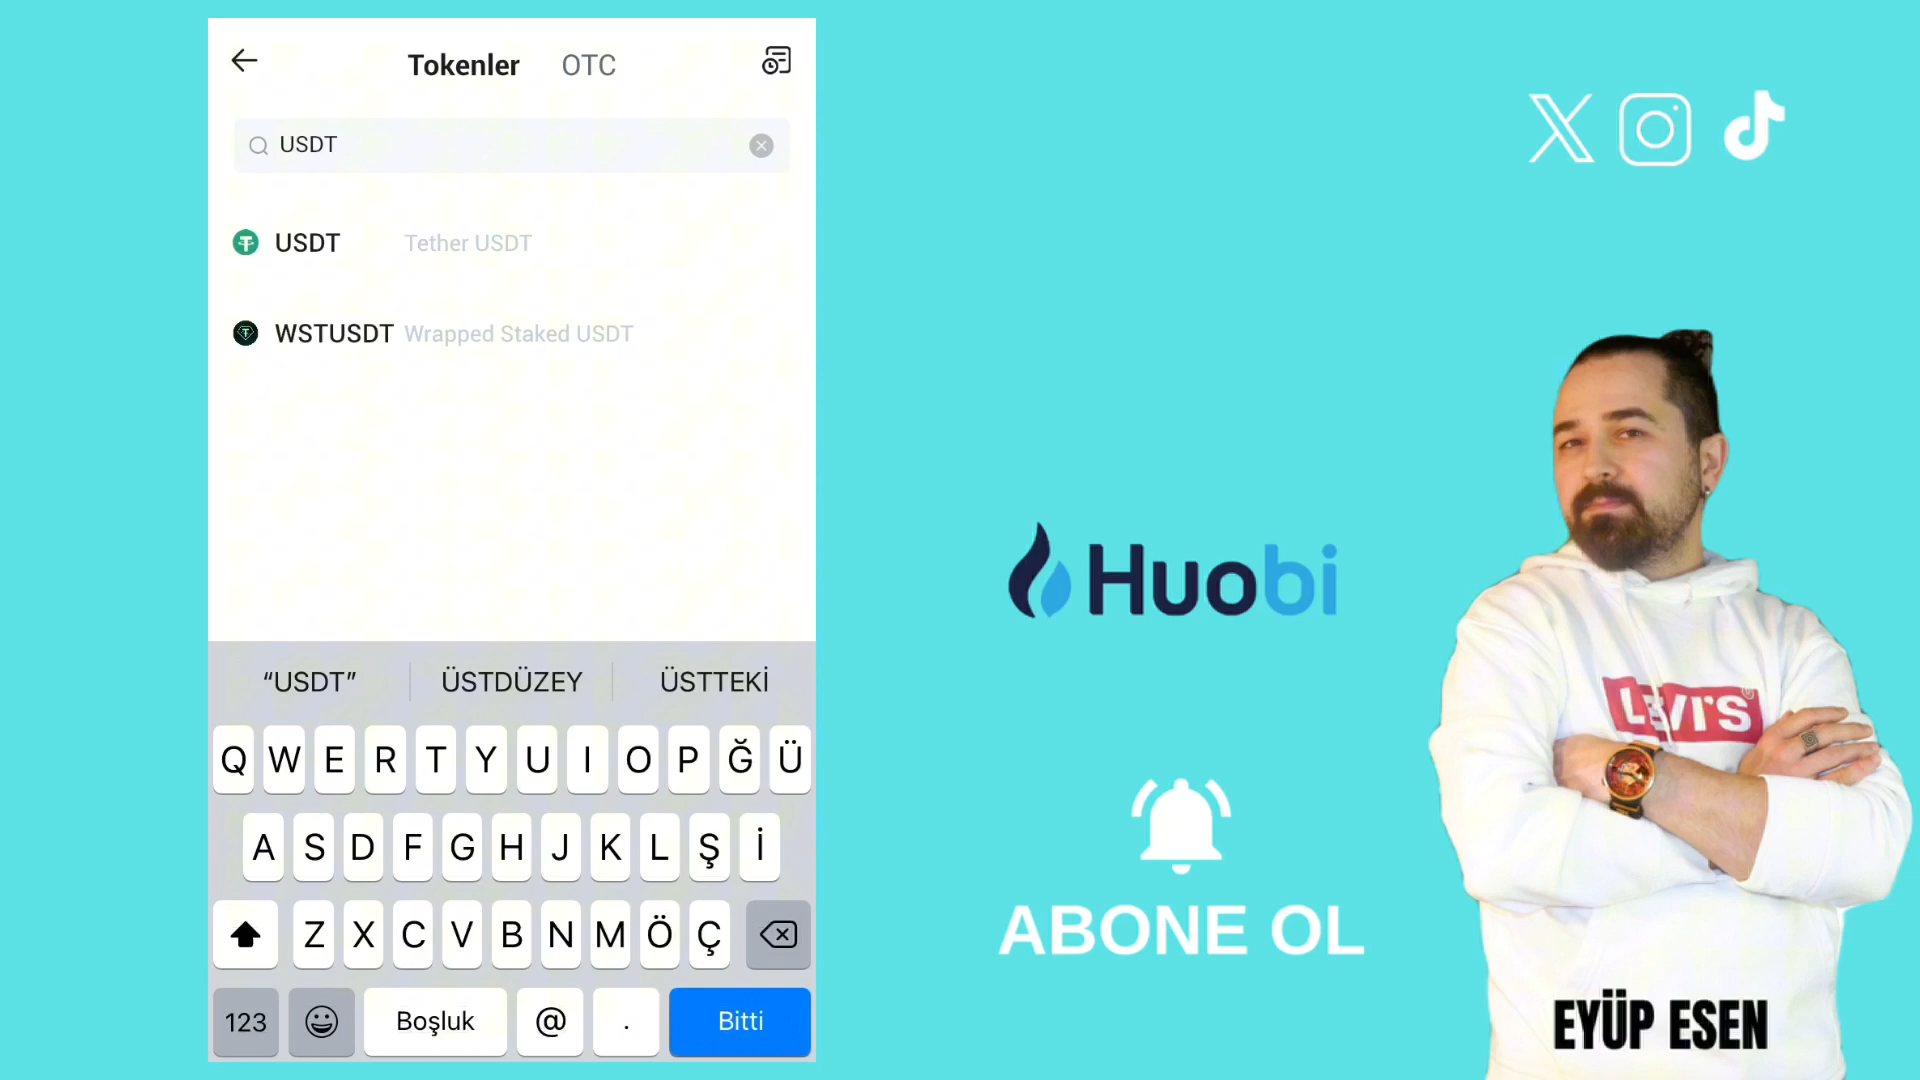 Tokenler OTC
USDT
USDT Tether USDT
WSTUSDT Wrapped Staked USDT
“USDT” ÜSTDÜZEY ÜSTTEKİ
Q W E R T Y U I O P Ğ Ü
A S D F G H J K L Ş İ
Z X C V B N M Ö Ç
123 Boşluk @ . Bitti
Huobi
ABONE OL
LEVI'S ®
EYÜP ESEN